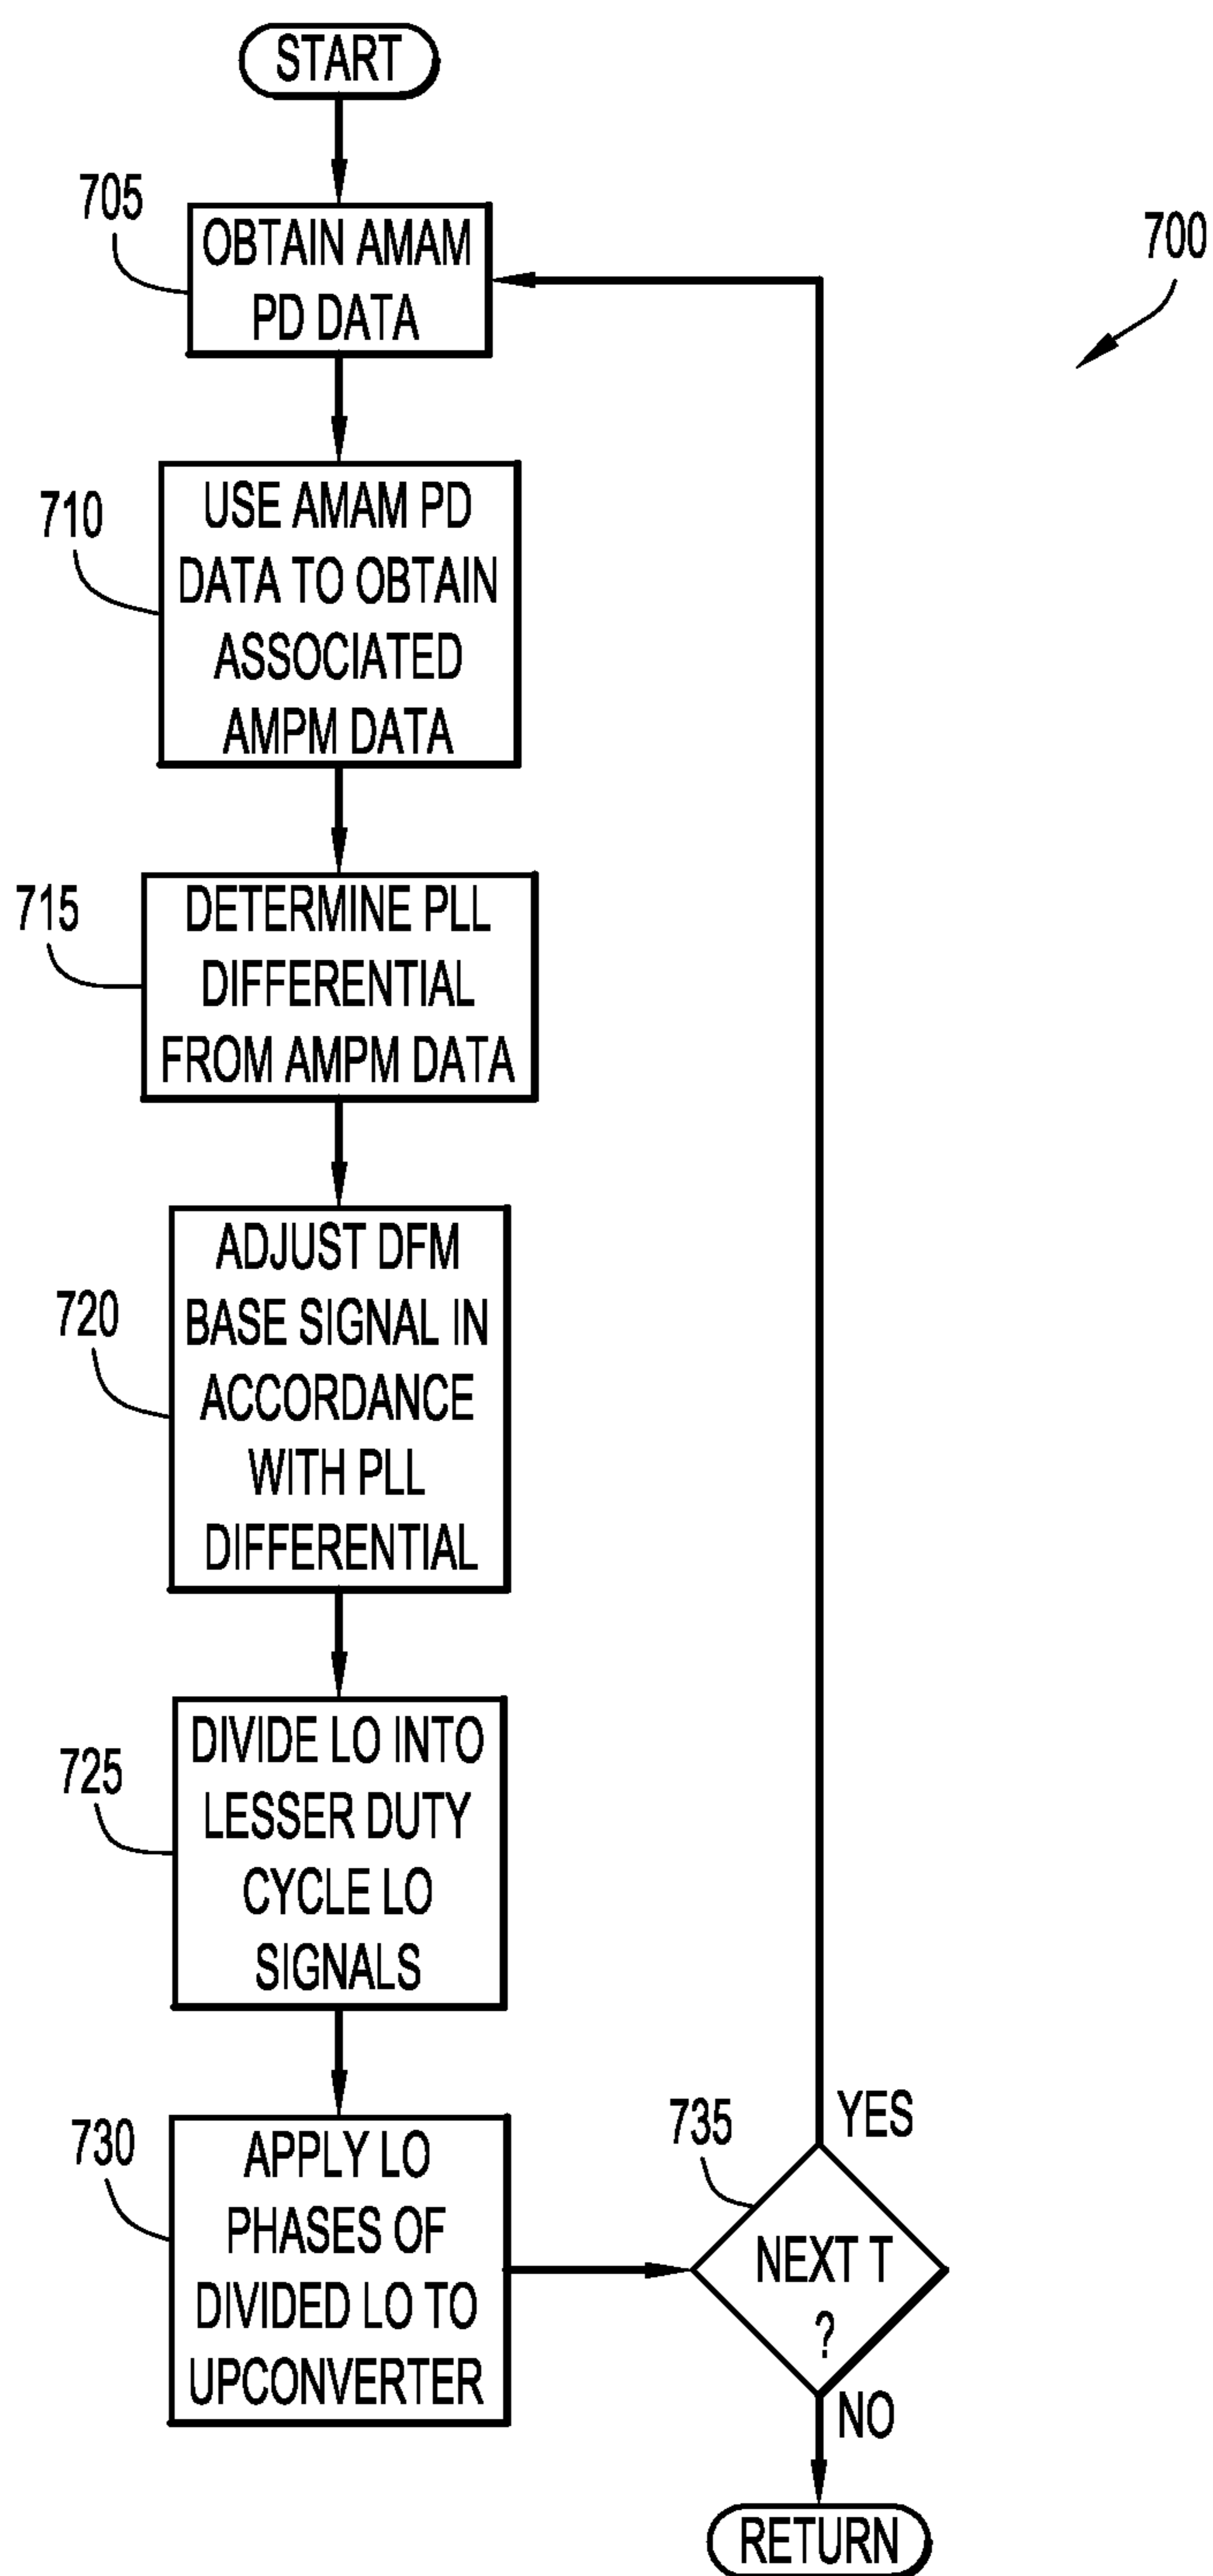 START
705
OBTAIN AMAM
PD DATA
700
710
USE AMAM PD
DATA TO OBTAIN
ASSOCIATED
AMPM DATA
715
DETERMINE PLL
DIFFERENTIAL
FROM AMPM DATA
720
ADJUST DFM
BASE SIGNAL IN
ACCORDANCE
WITH PLL
DIFFERENTIAL
725
DIVIDE LO INTO
LESSER DUTY
CYCLE LO
SIGNALS
730
APPLY LO
PHASES OF
DIVIDED LO TO
UPCONVERTER
735
YES
NEXT T
?
NO
RETURN